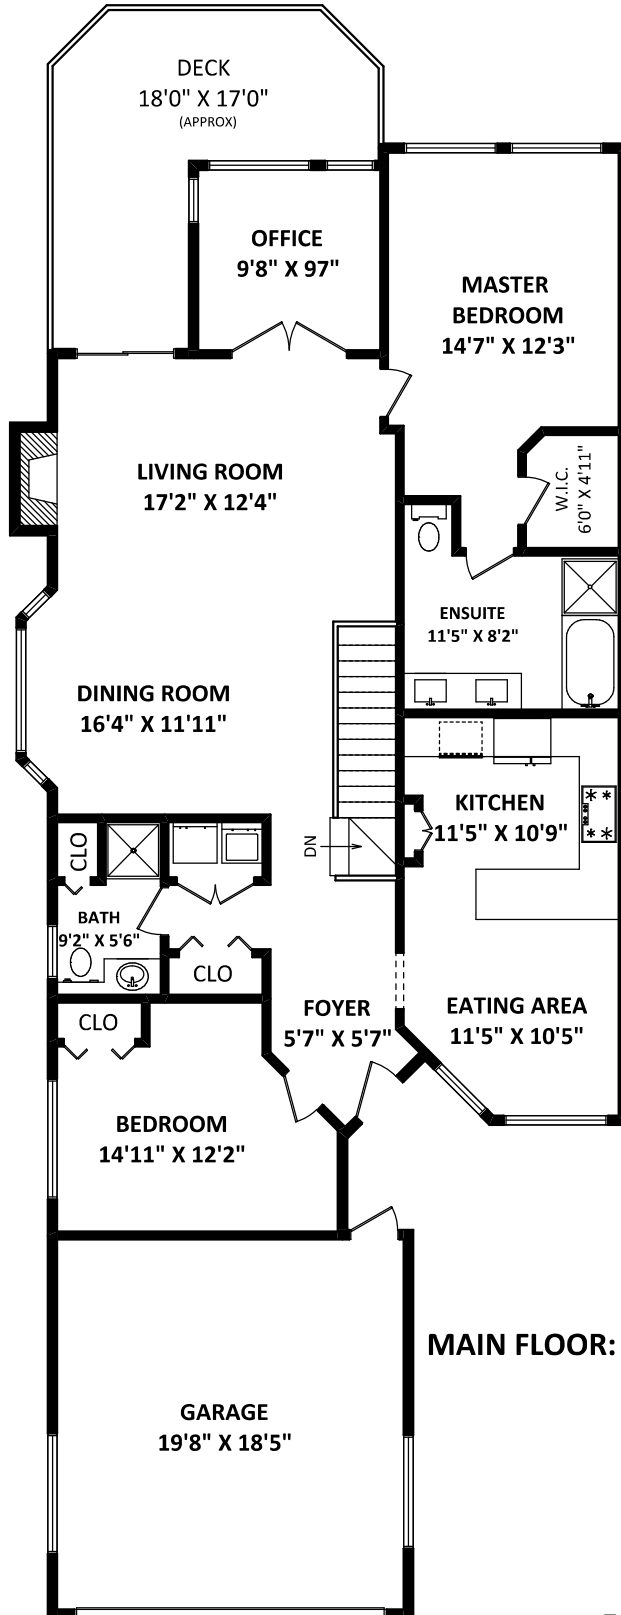 DECK
18'0" X 17'0"
(APPROX)
OFFICE
9'8" X 97"
MASTER
BEDROOM
14'7" X 12'3"
W.I.C.
6'0" X 4'11"
LIVING ROOM
17'2" X 12'4"
ENSUITE
11'5" X 8'2"
DINING ROOM
16'4" X 11'11"
KITCHEN
11'5" X 10'9"
DN
CLO
BATH
9'2" X 5'6"
CLO
FOYER
5'7" X 5'7"
EATING AREA
11'5" X 10'5"
CLO
BEDROOM
14'11" X 12'2"
MAIN FLOOR:
GARAGE
19'8" X 18'5"